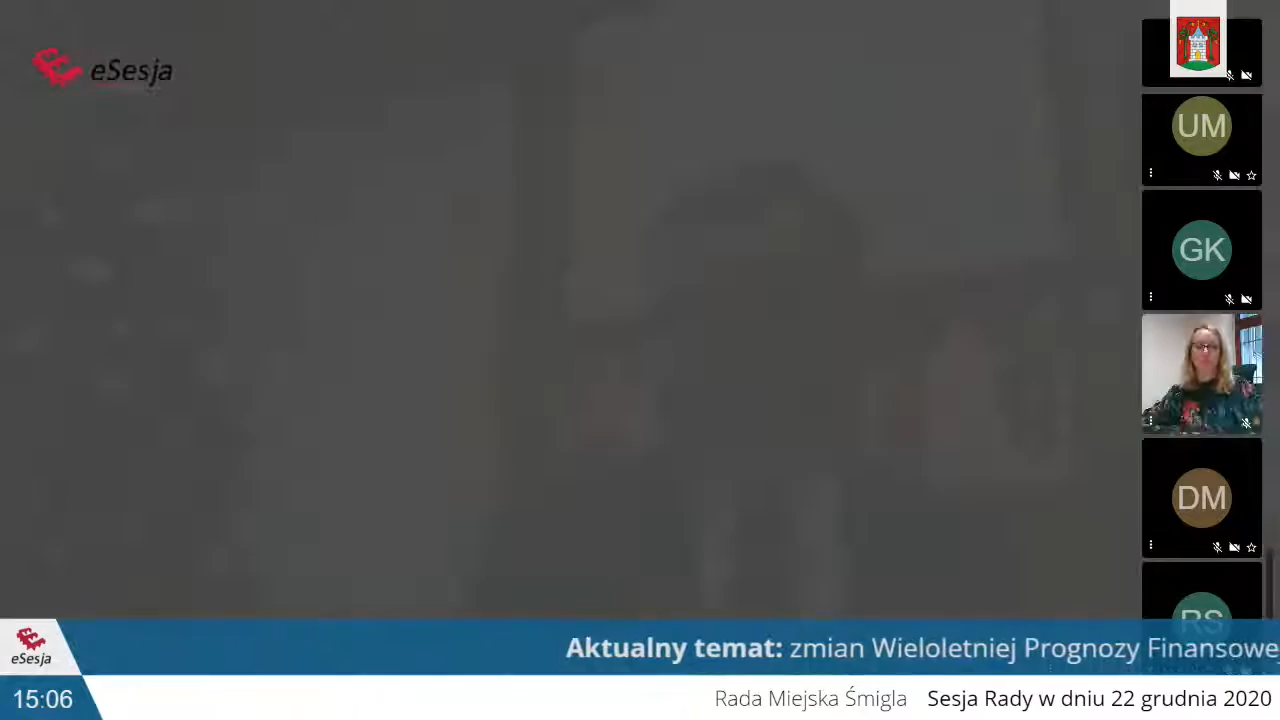 eSesja
UM
GK
DM
RS
Aktualny temat: zmian Wieloletniej Prognozy Finansowe
eSesja
15:06
Rada Miejska Śmigla Sesja Rady w dniu 22 grudnia 2020